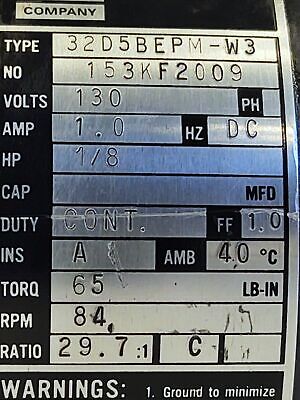 COMPANY
TYPE 32D5BEPM-W3
NO 153KF2009
VOLTS 130 PH
AMP 1.0 HZ DC
HP 1/8
CAP MFD
DUTY CONT. FF 1.0
INS A AMB 40 °C
TORQ 65 LB-IN
RPM 84
RATIO 29.7 :1 C
WARNINGS: 1. Ground to minimize